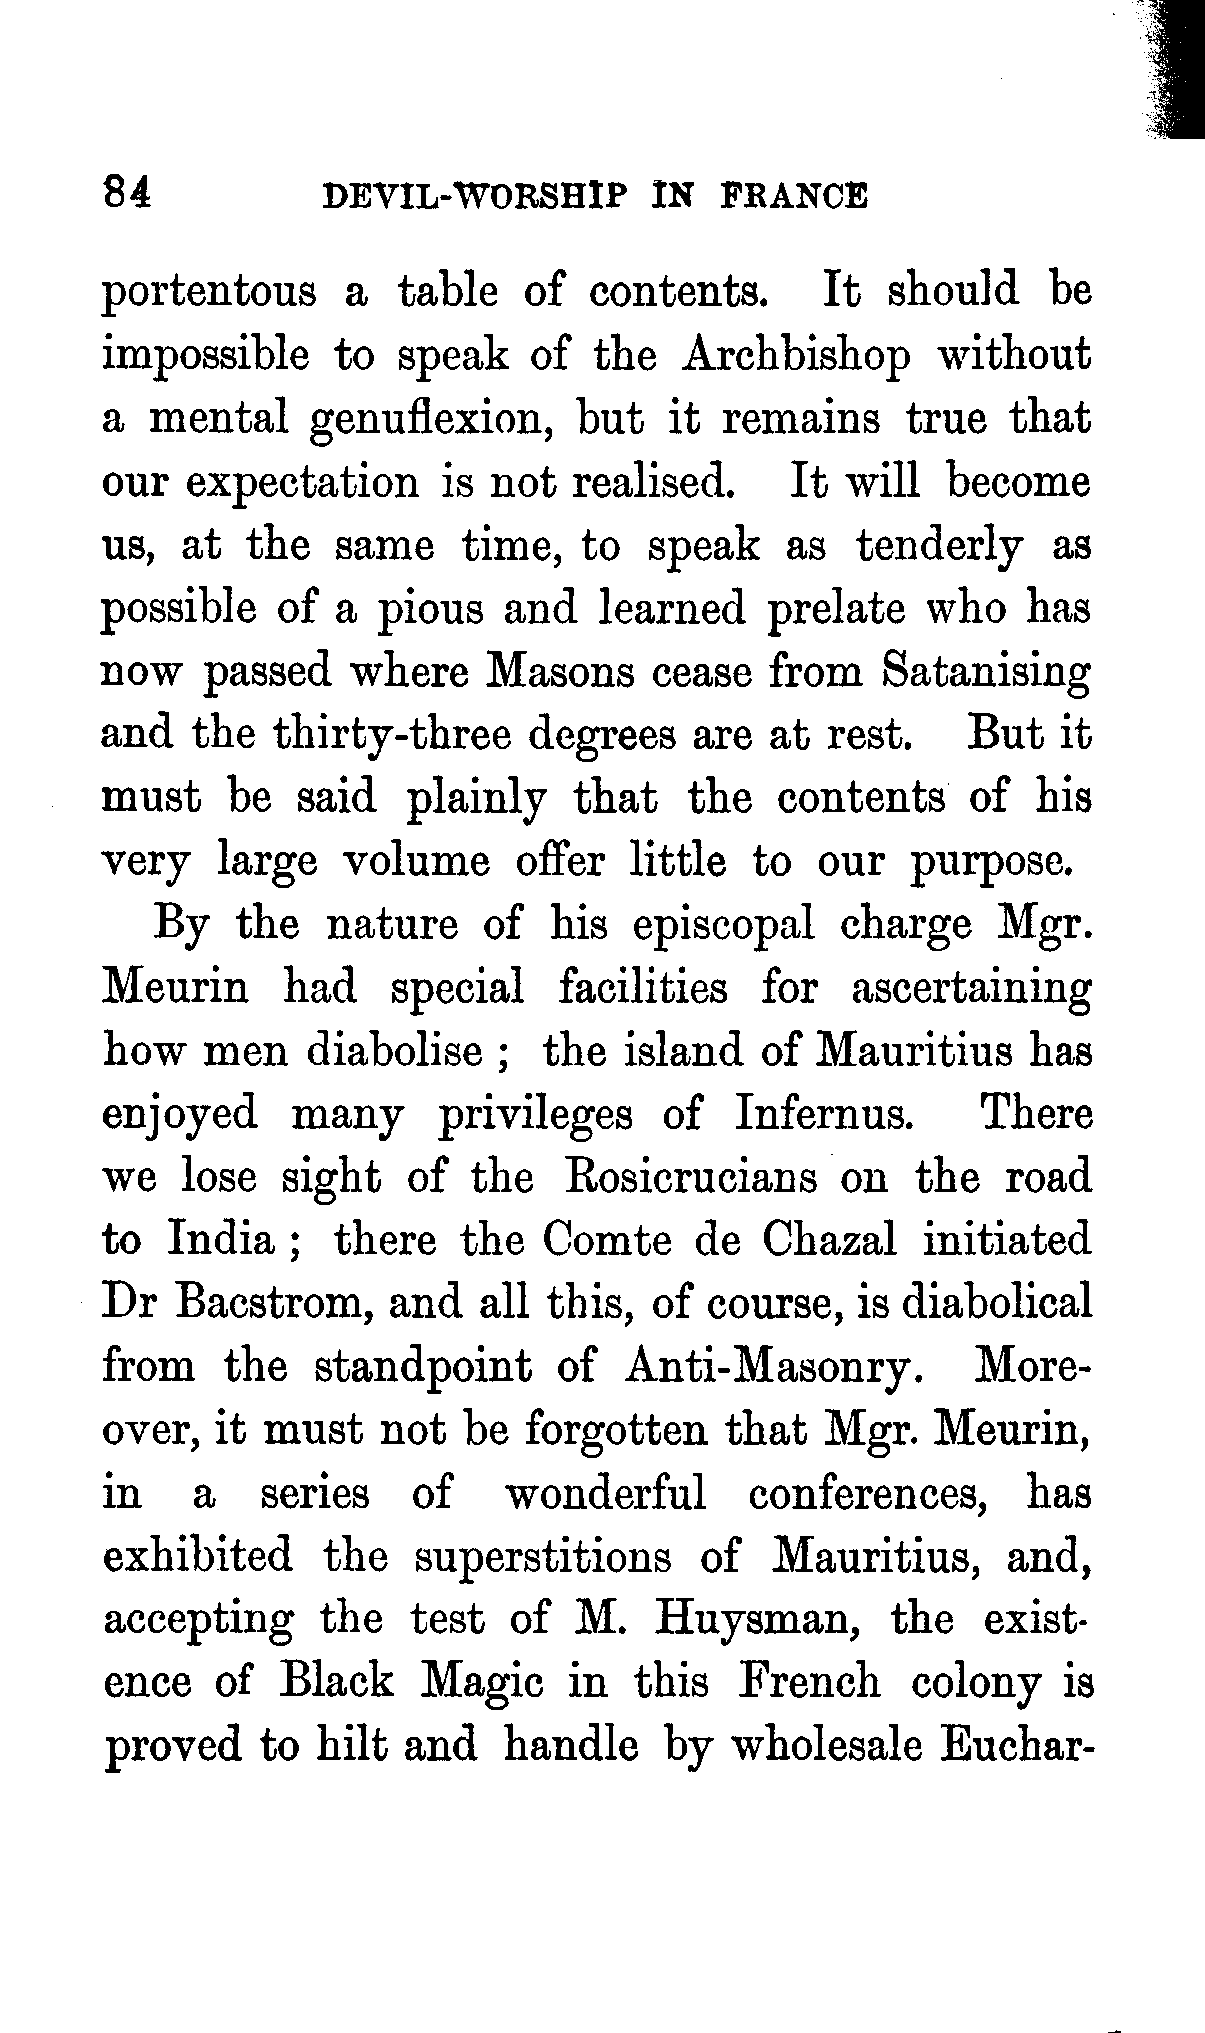 84 DEVIL-WORSHIP IN FRANCE
portentous a table of contents. It should be
impossible to speak of the Archbishop without
a mental genuflexion, but it remains true that
our expectation is not realised. It will become
us, at the same time, to speak as tenderly as
possible of a pious and learned prelate who has
now passed where Masons cease from Satanising
and the thirty-three degrees are at rest. But it
must be said plainly that the contents of his
very large volume offer little to our purpose.
By the nature of his episcopal charge Mgr.
Meurin had special facilities for ascertaining
how men diabolise ; the island of Mauritius has
enjoyed many privileges of Infernus. There
we lose sight of the Rosicrucians on the road
to India ; there the Comte de Chazal initiated
Dr Bacstrom, and all this, of course, is diabolical
from the standpoint of Anti-Masonry. More-
over, it must not be forgotten that Mgr. Meurin,
in a series of wonderful conferences, has
exhibited the superstitions of Mauritius, and,
accepting the test of M. Huysman, the exist-
ence of Black Magic in this French colony is
proved to hilt and handle by wholesale Euchar-